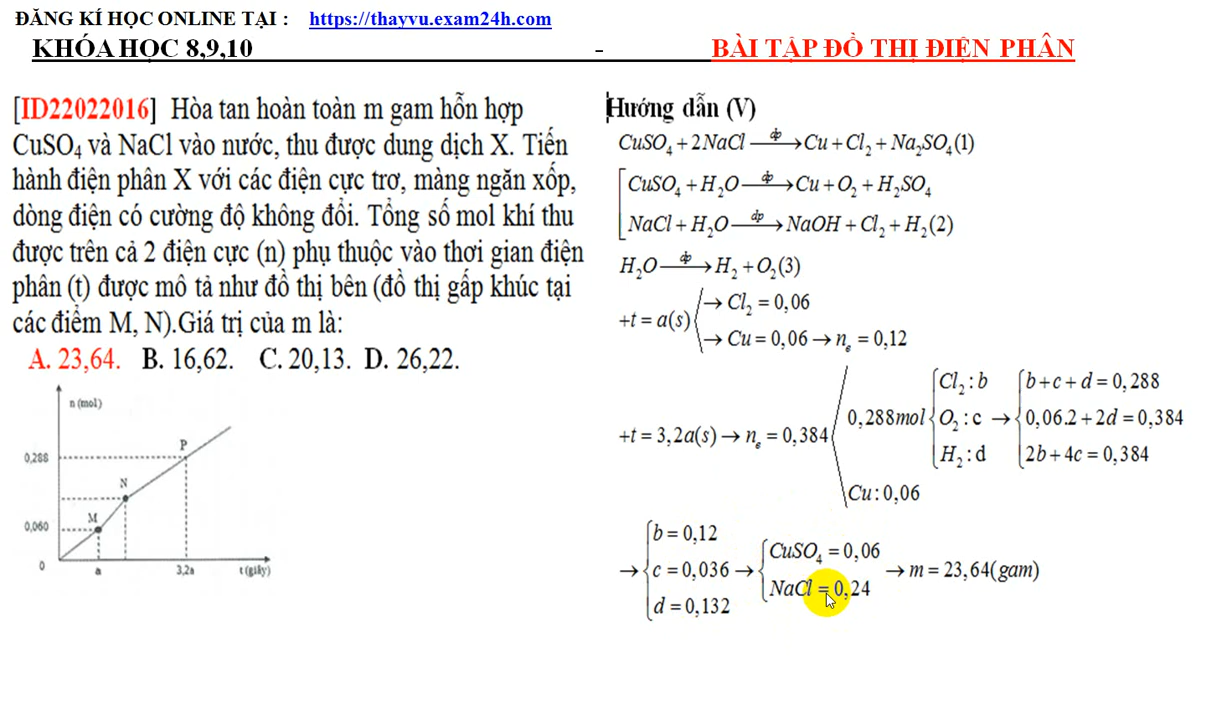 ĐĂNG KÍ HỌC ONLINE TẠI : https://thayvu.exam24h.com
KHÓA HỌC 8,9,10 - BÀI TẬP ĐỒ THỊ ĐIỆN PHÂN
[ID22022016] Hòa tan hoàn toàn m gam hỗn hợp
CuSO₄ và NaCl vào nước, thu được dung dịch X. Tiến
hành điện phân X với các điện cực trơ, màng ngăn xốp,
dòng điện có cường độ không đổi. Tổng số mol khí thu
được trên cả 2 điện cực (n) phụ thuộc vào thơi gian điện
phân (t) được mô tả như đồ thị bên (đồ thị gấp khúc tại
các điểm M, N).Giá trị của m là:
A. 23,64. B. 16,62. C. 20,13. D. 26,22.
n (mol)
P
0,288
N
M
0,060
0
a
3,2a
t (giây)
Hướng dẫn (V)
CuSO₄ + 2NaCl —đp→ Cu + Cl₂ + Na₂SO₄(1)
CuSO₄ + H₂O —đp→ Cu + O₂ + H₂SO₄
NaCl + H₂O —đp→ NaOH + Cl₂ + H₂(2)
H₂O —đp→ H₂ + O₂(3)
→ Cl₂ = 0,06
+t = a(s)
→ Cu = 0,06 → nₑ = 0,12
Cl₂ : b b + c + d = 0,288
+t = 3,2a(s) → nₑ = 0,384 0,288mol O₂ : c → 0,06.2 + 2d = 0,384
H₂ : d 2b + 4c = 0,384
Cu : 0,06
b = 0,12 CuSO₄ = 0,06
→ c = 0,036 → → m = 23,64(gam)
d = 0,132 NaCl = 0,24